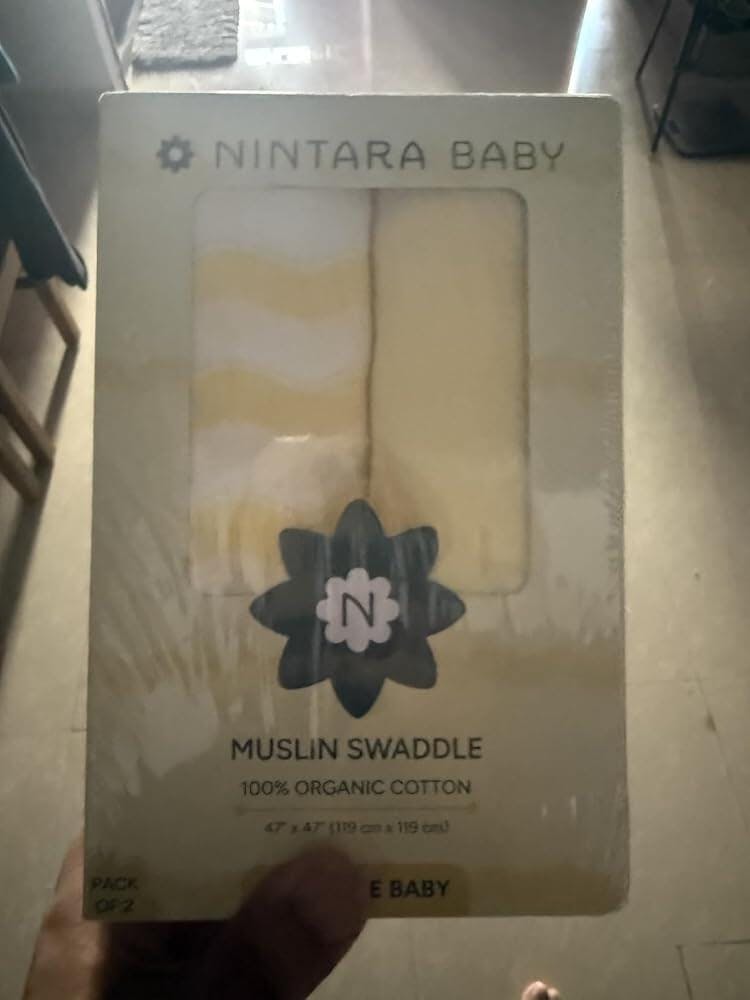 NINTARA BABY
N
MUSLIN SWADDLE
100% ORGANIC COTTON
47" x 47" (119 cm x 119 cm)
E BABY
PACK
OF 2